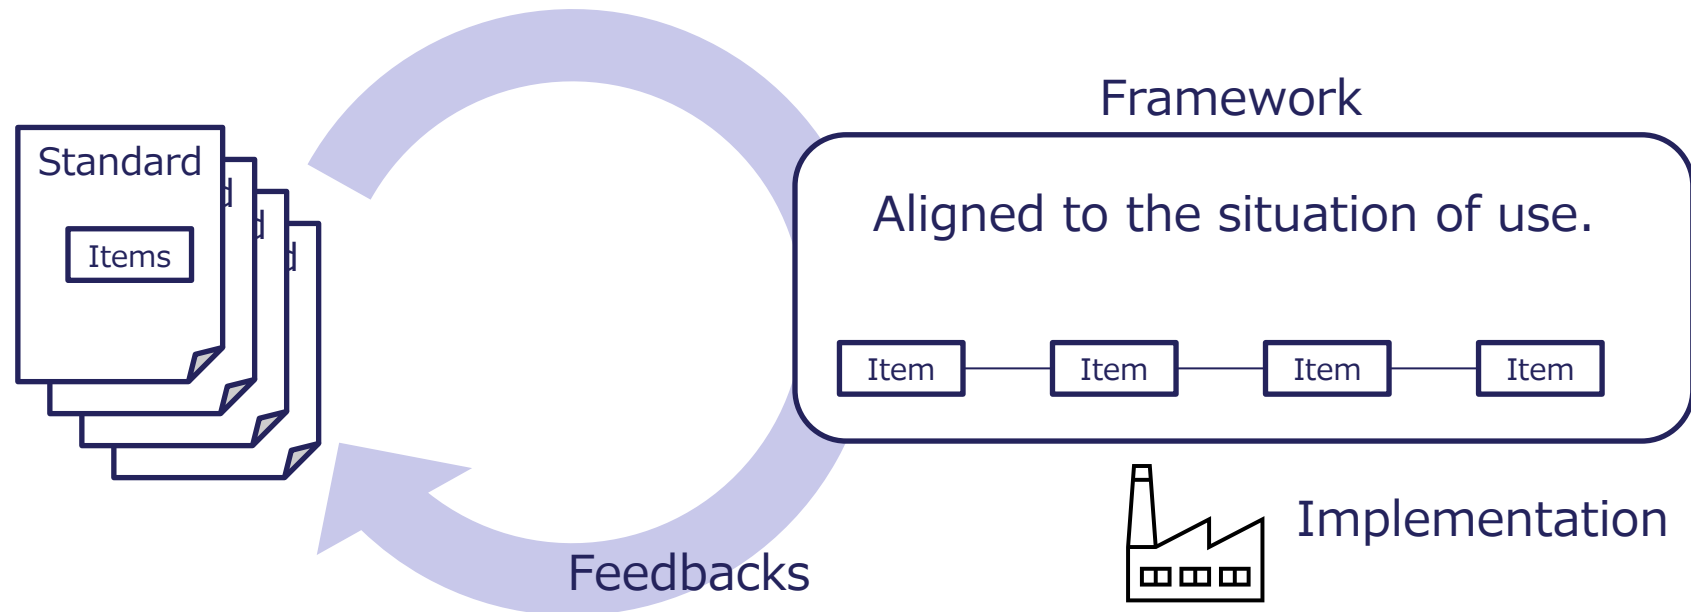 Standard
Items
Framework
Aligned to the situation of use.
Item
Item
Item
Item
Implementation
Feedbacks